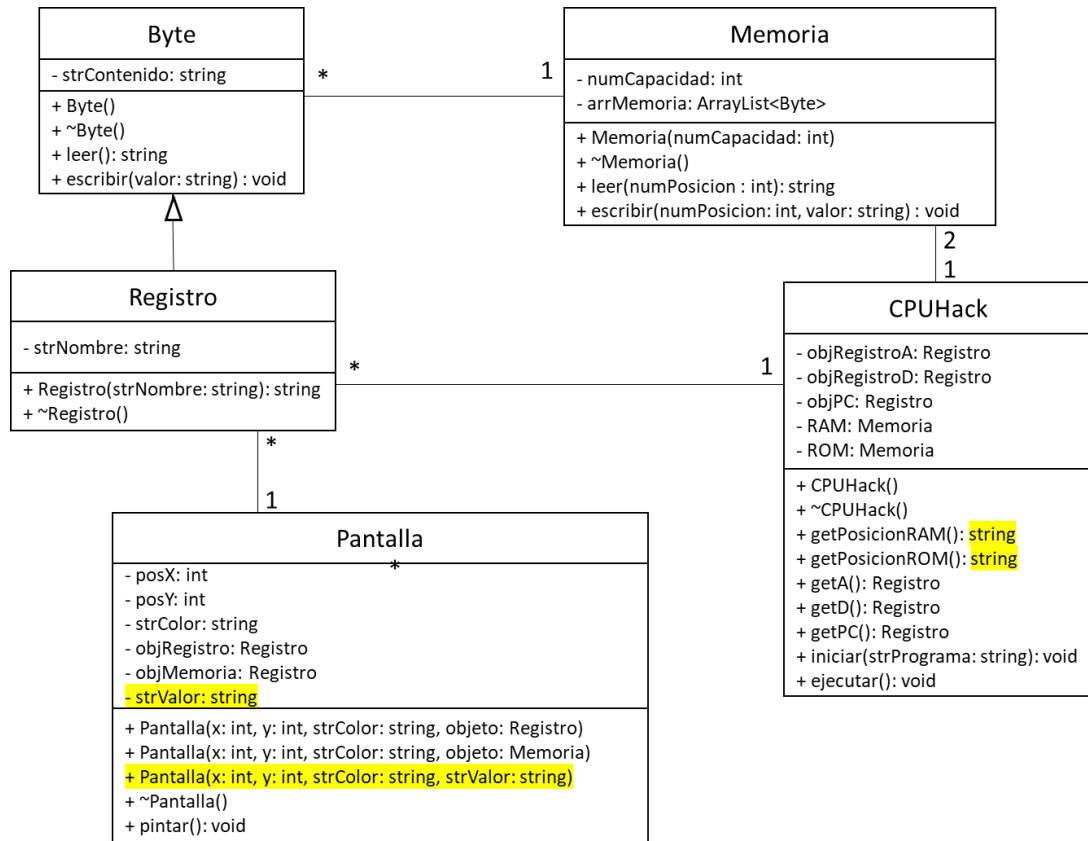 Byte
- strContenido: string
+ Byte()
+ ~Byte()
+ leer(): string
+ escribir(valor: string) : void
*
1
Memoria
- numCapacidad: int
- arrMemoria: ArrayList<Byte>
+ Memoria(numCapacidad: int)
+ ~Memoria()
+ leer(numPosicion : int): string
+ escribir(numPosicion: int, valor: string) : void
2
1
Registro
- strNombre: string
+ Registro(strNombre: string): string
+ ~Registro()
*
1
CPUHack
- objRegistroA: Registro
- objRegistroD: Registro
- objPC: Registro
- RAM: Memoria
- ROM: Memoria
+ CPUHack()
+ ~CPUHack()
+ getPosicionRAM(): string
+ getPosicionROM(): string
+ getA(): Registro
+ getD(): Registro
+ getPC(): Registro
+ iniciar(strPrograma: string): void
+ ejecutar(): void
*
1
Pantalla
*
- posX: int
- posY: int
- strColor: string
- objRegistro: Registro
- objMemoria: Registro
- strValor: string
+ Pantalla(x: int, y: int, strColor: string, objeto: Registro)
+ Pantalla(x: int, y: int, strColor: string, objeto: Memoria)
+ Pantalla(x: int, y: int, strColor: string, strValor: string)
+ ~Pantalla()
+ pintar(): void